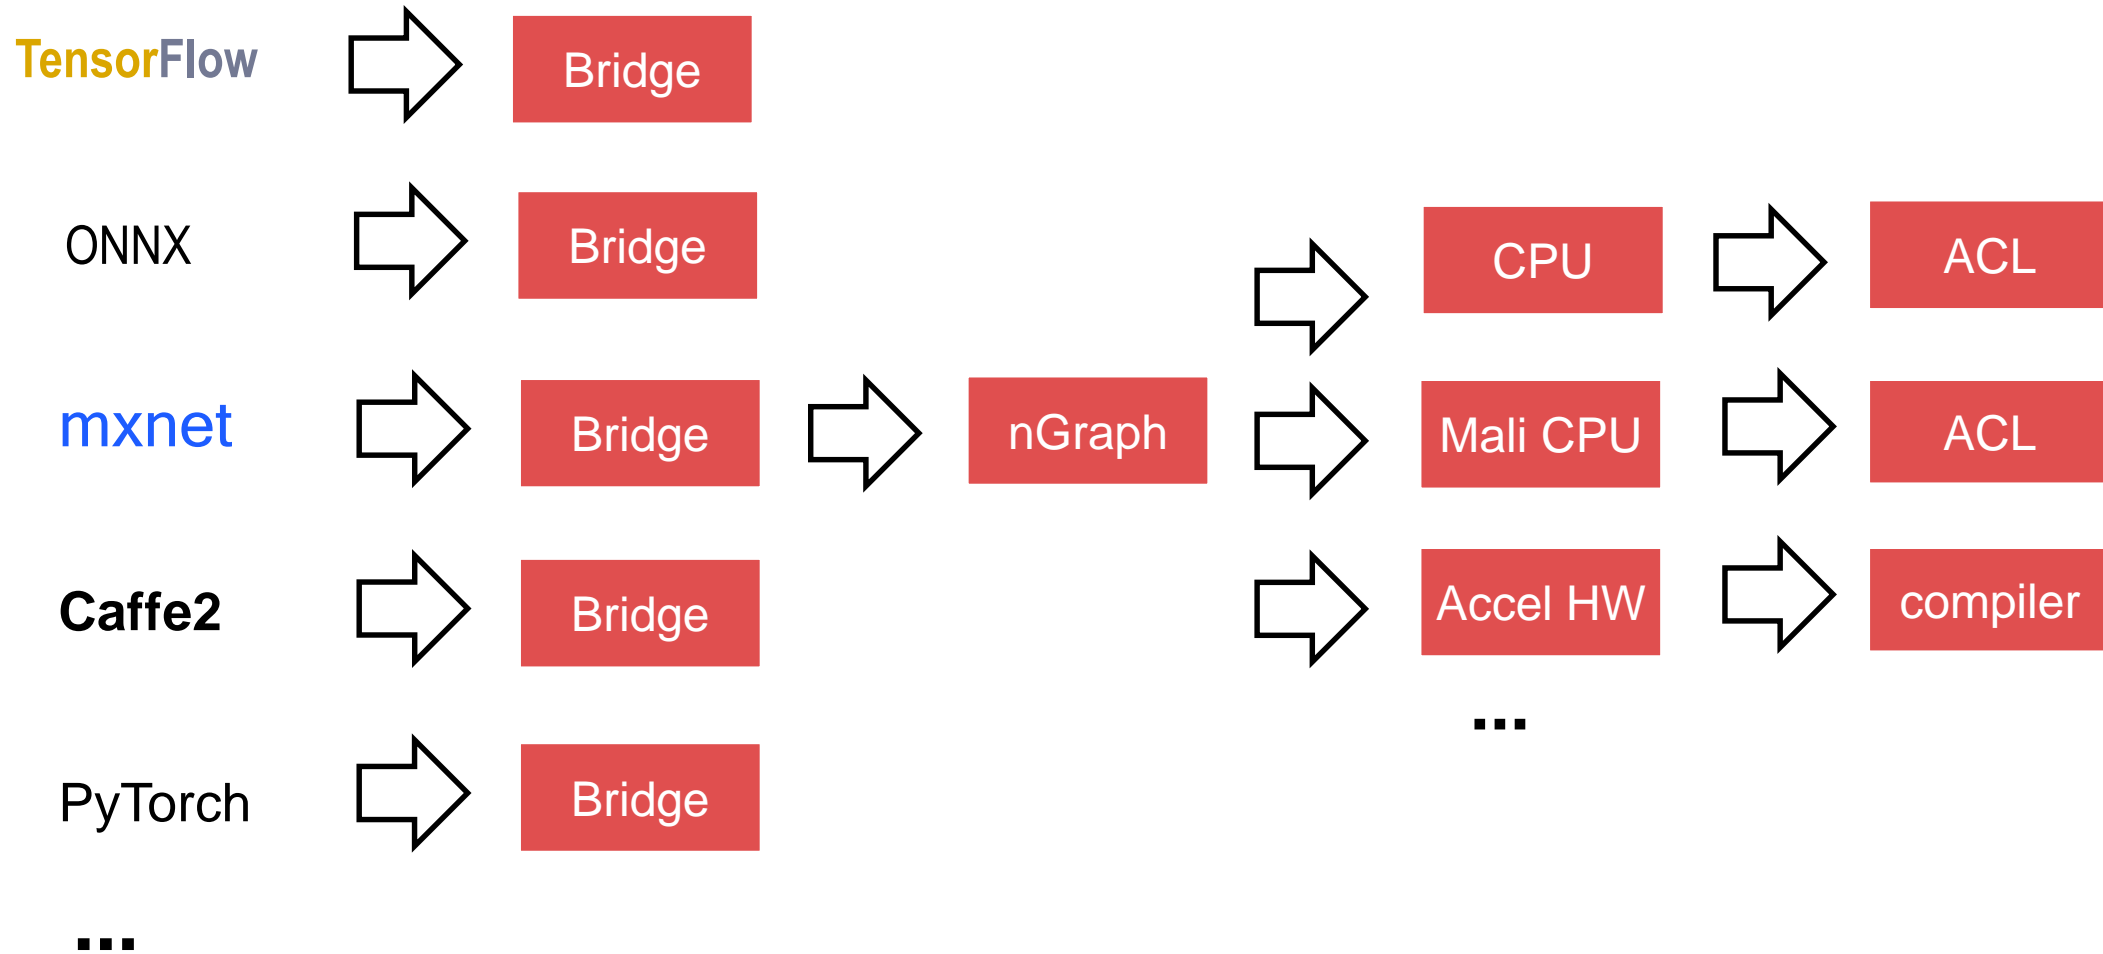 TensorFlow
Bridge
ONNX
Bridge
CPU
ACL
mxnet
Bridge
nGraph
Mali CPU
ACL
Caffe2
Bridge
Accel HW
compiler
...
PyTorch
Bridge
...